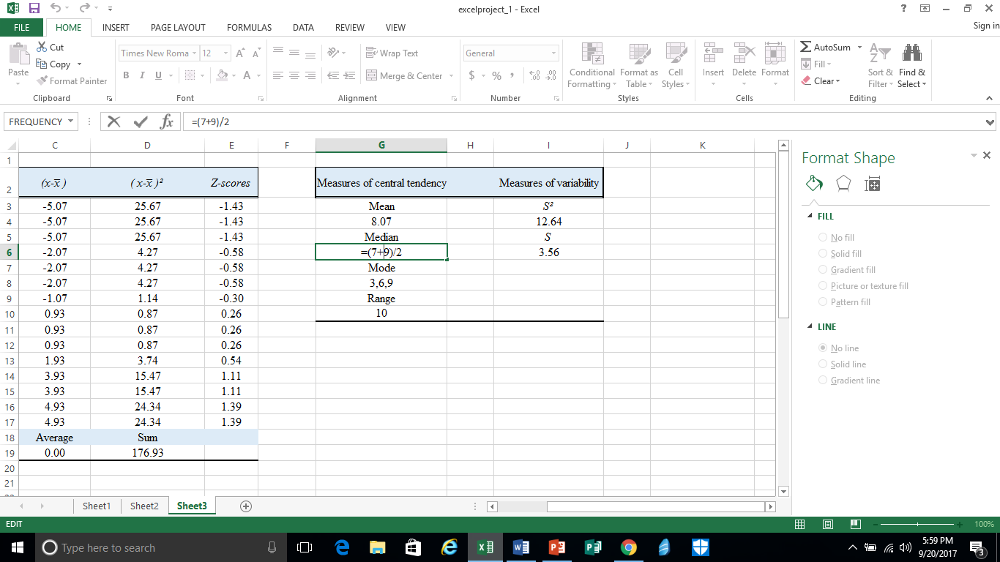 excelproject_1 - Excel
?
FILE HOME INSERT PAGE LAYOUT FORMULAS DATA REVIEW VIEW Sign in
Paste
Cut
Copy
Format Painter
Clipboard
Times New Roma 12 A A
B I U A
Font
Wrap Text
Merge & Center
Alignment
General
$ % ,
Number
Conditional Formatting
Format as Table
Cell Styles
Styles
Insert Delete Format
Cells
AutoSum
Fill
Clear
Sort & Filter
Find & Select
Editing
FREQUENCY fx =(7+9)/2
C D E F G H I J K
1
2 (x-x̅ ) ( x-x̅ )² Z-scores Measures of central tendency Measures of variability
3 -5.07 25.67 -1.43 Mean S²
4 -5.07 25.67 -1.43 8.07 12.64
5 -5.07 25.67 -1.43 Median S
6 -2.07 4.27 -0.58 =(7+9)/2 3.56
7 -2.07 4.27 -0.58 Mode
8 -2.07 4.27 -0.58 3,6,9
9 -1.07 1.14 -0.30 Range
10 0.93 0.87 0.26 10
11 0.93 0.87 0.26
12 0.93 0.87 0.26
13 1.93 3.74 0.54
14 3.93 15.47 1.11
15 3.93 15.47 1.11
16 4.93 24.34 1.39
17 4.93 24.34 1.39
18 Average Sum
19 0.00 176.93
20
21
Format Shape
FILL
No fill
Solid fill
Gradient fill
Picture or texture fill
Pattern fill
LINE
No line
Solid line
Gradient line
Sheet1 Sheet2 Sheet3
EDIT 100%
Type here to search
5:59 PM
9/20/2017
3